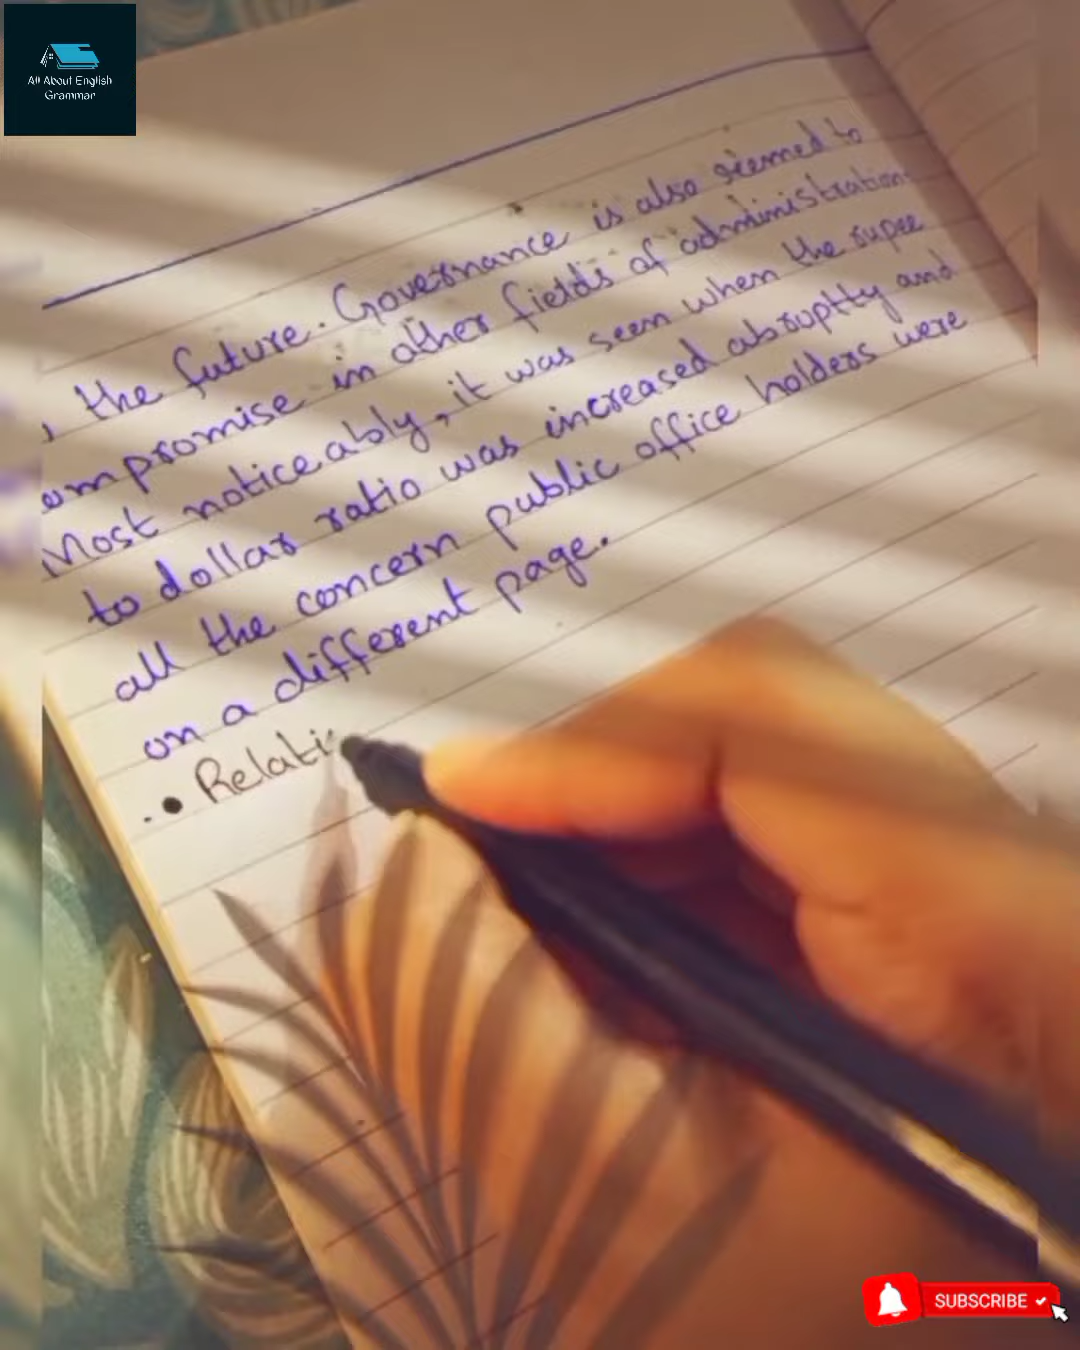 All About English
Grammar
, the future. Governance is also seemed to
ompromise in other fields of administration.
Most noticeably, it was seen when the rupee
to dollar ratio was increased abruptly and
all the concern public office holders were
on a different page.
. • Relati
SUBSCRIBE